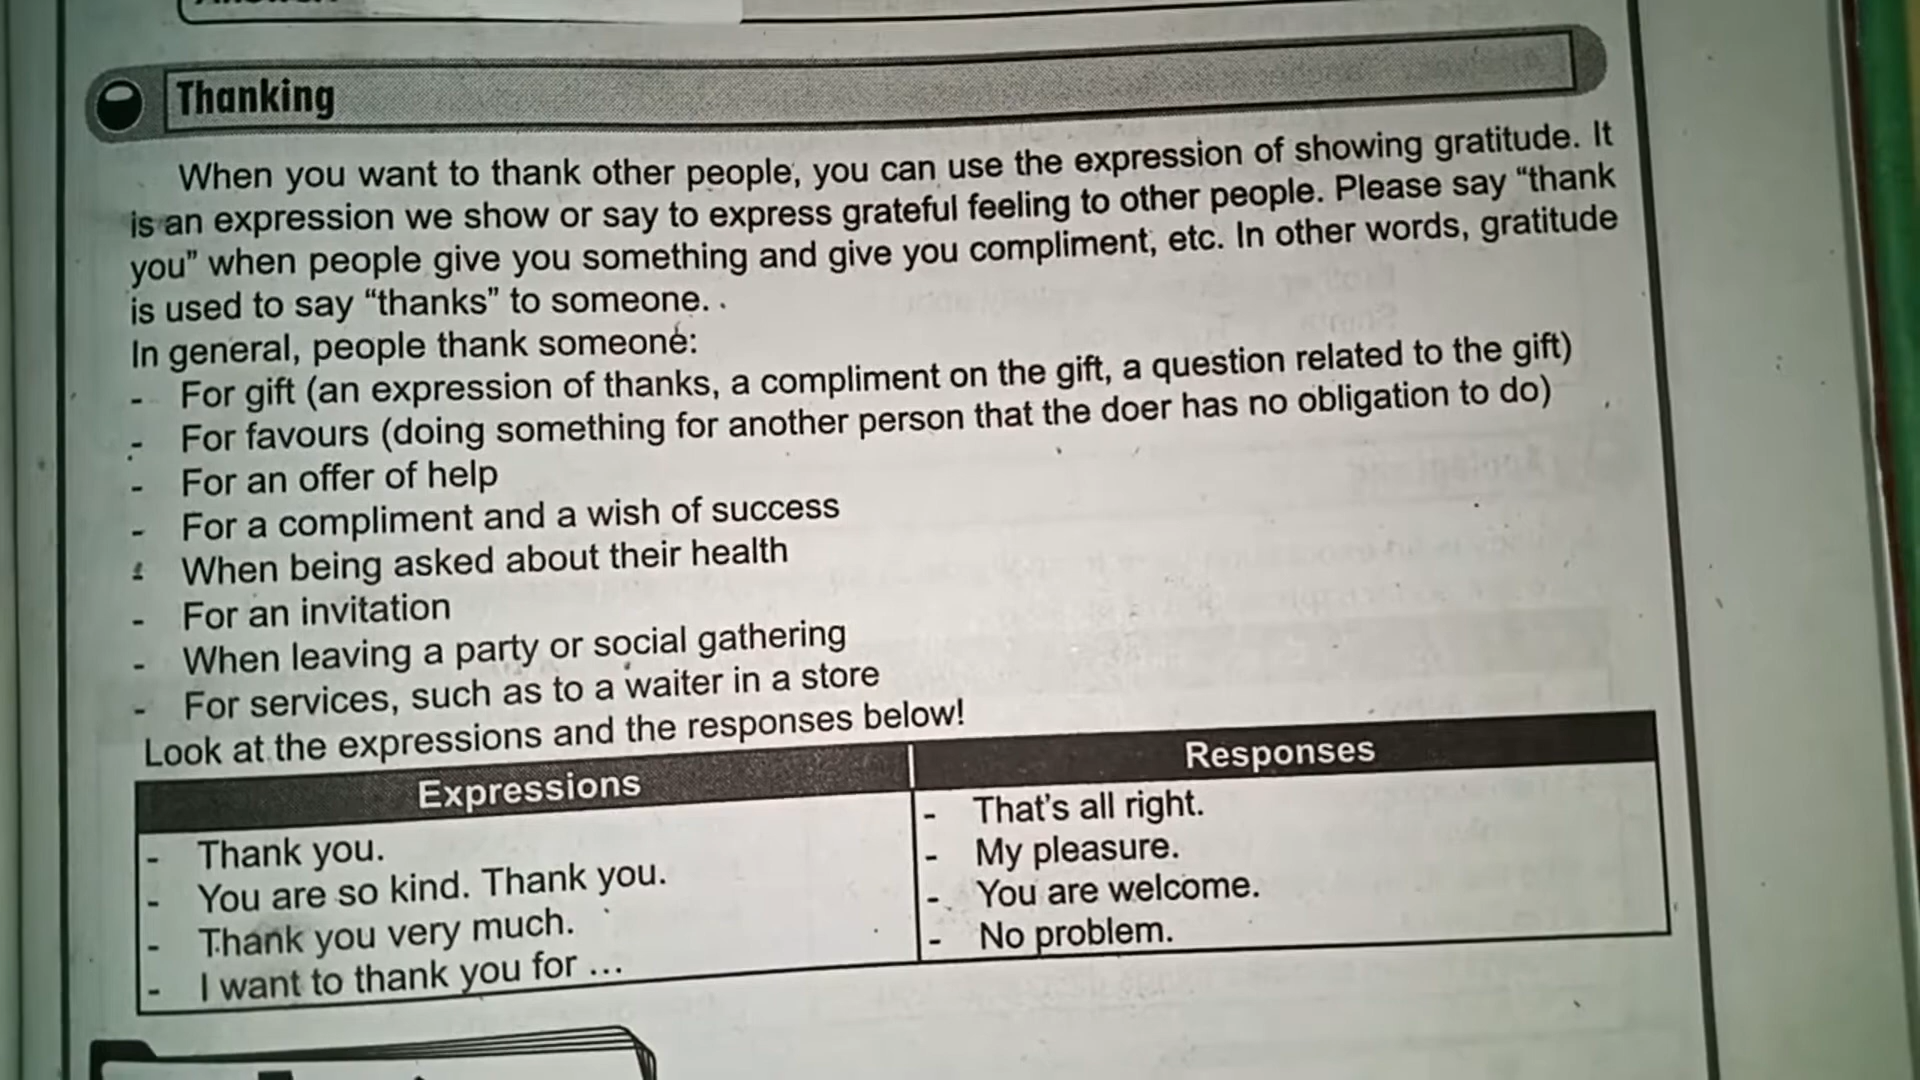 Thanking
When you want to thank other people, you can use the expression of showing gratitude. It
is an expression we show or say to express grateful feeling to other people. Please say “thank
you” when people give you something and give you compliment, etc. In other words, gratitude
is used to say “thanks” to someone. .
In general, people thank someone:
- For gift (an expression of thanks, a compliment on the gift, a question related to the gift)
- For favours (doing something for another person that the doer has no obligation to do)
- For an offer of help
- For a compliment and a wish of success
- When being asked about their health
- For an invitation
- When leaving a party or social gathering
- For services, such as to a waiter in a store
Look at the expressions and the responses below!
Expressions
- Thank you.
- You are so kind. Thank you.
- Thank you very much.
- I want to thank you for ...
Responses
- That's all right.
- My pleasure.
- You are welcome.
- No problem.